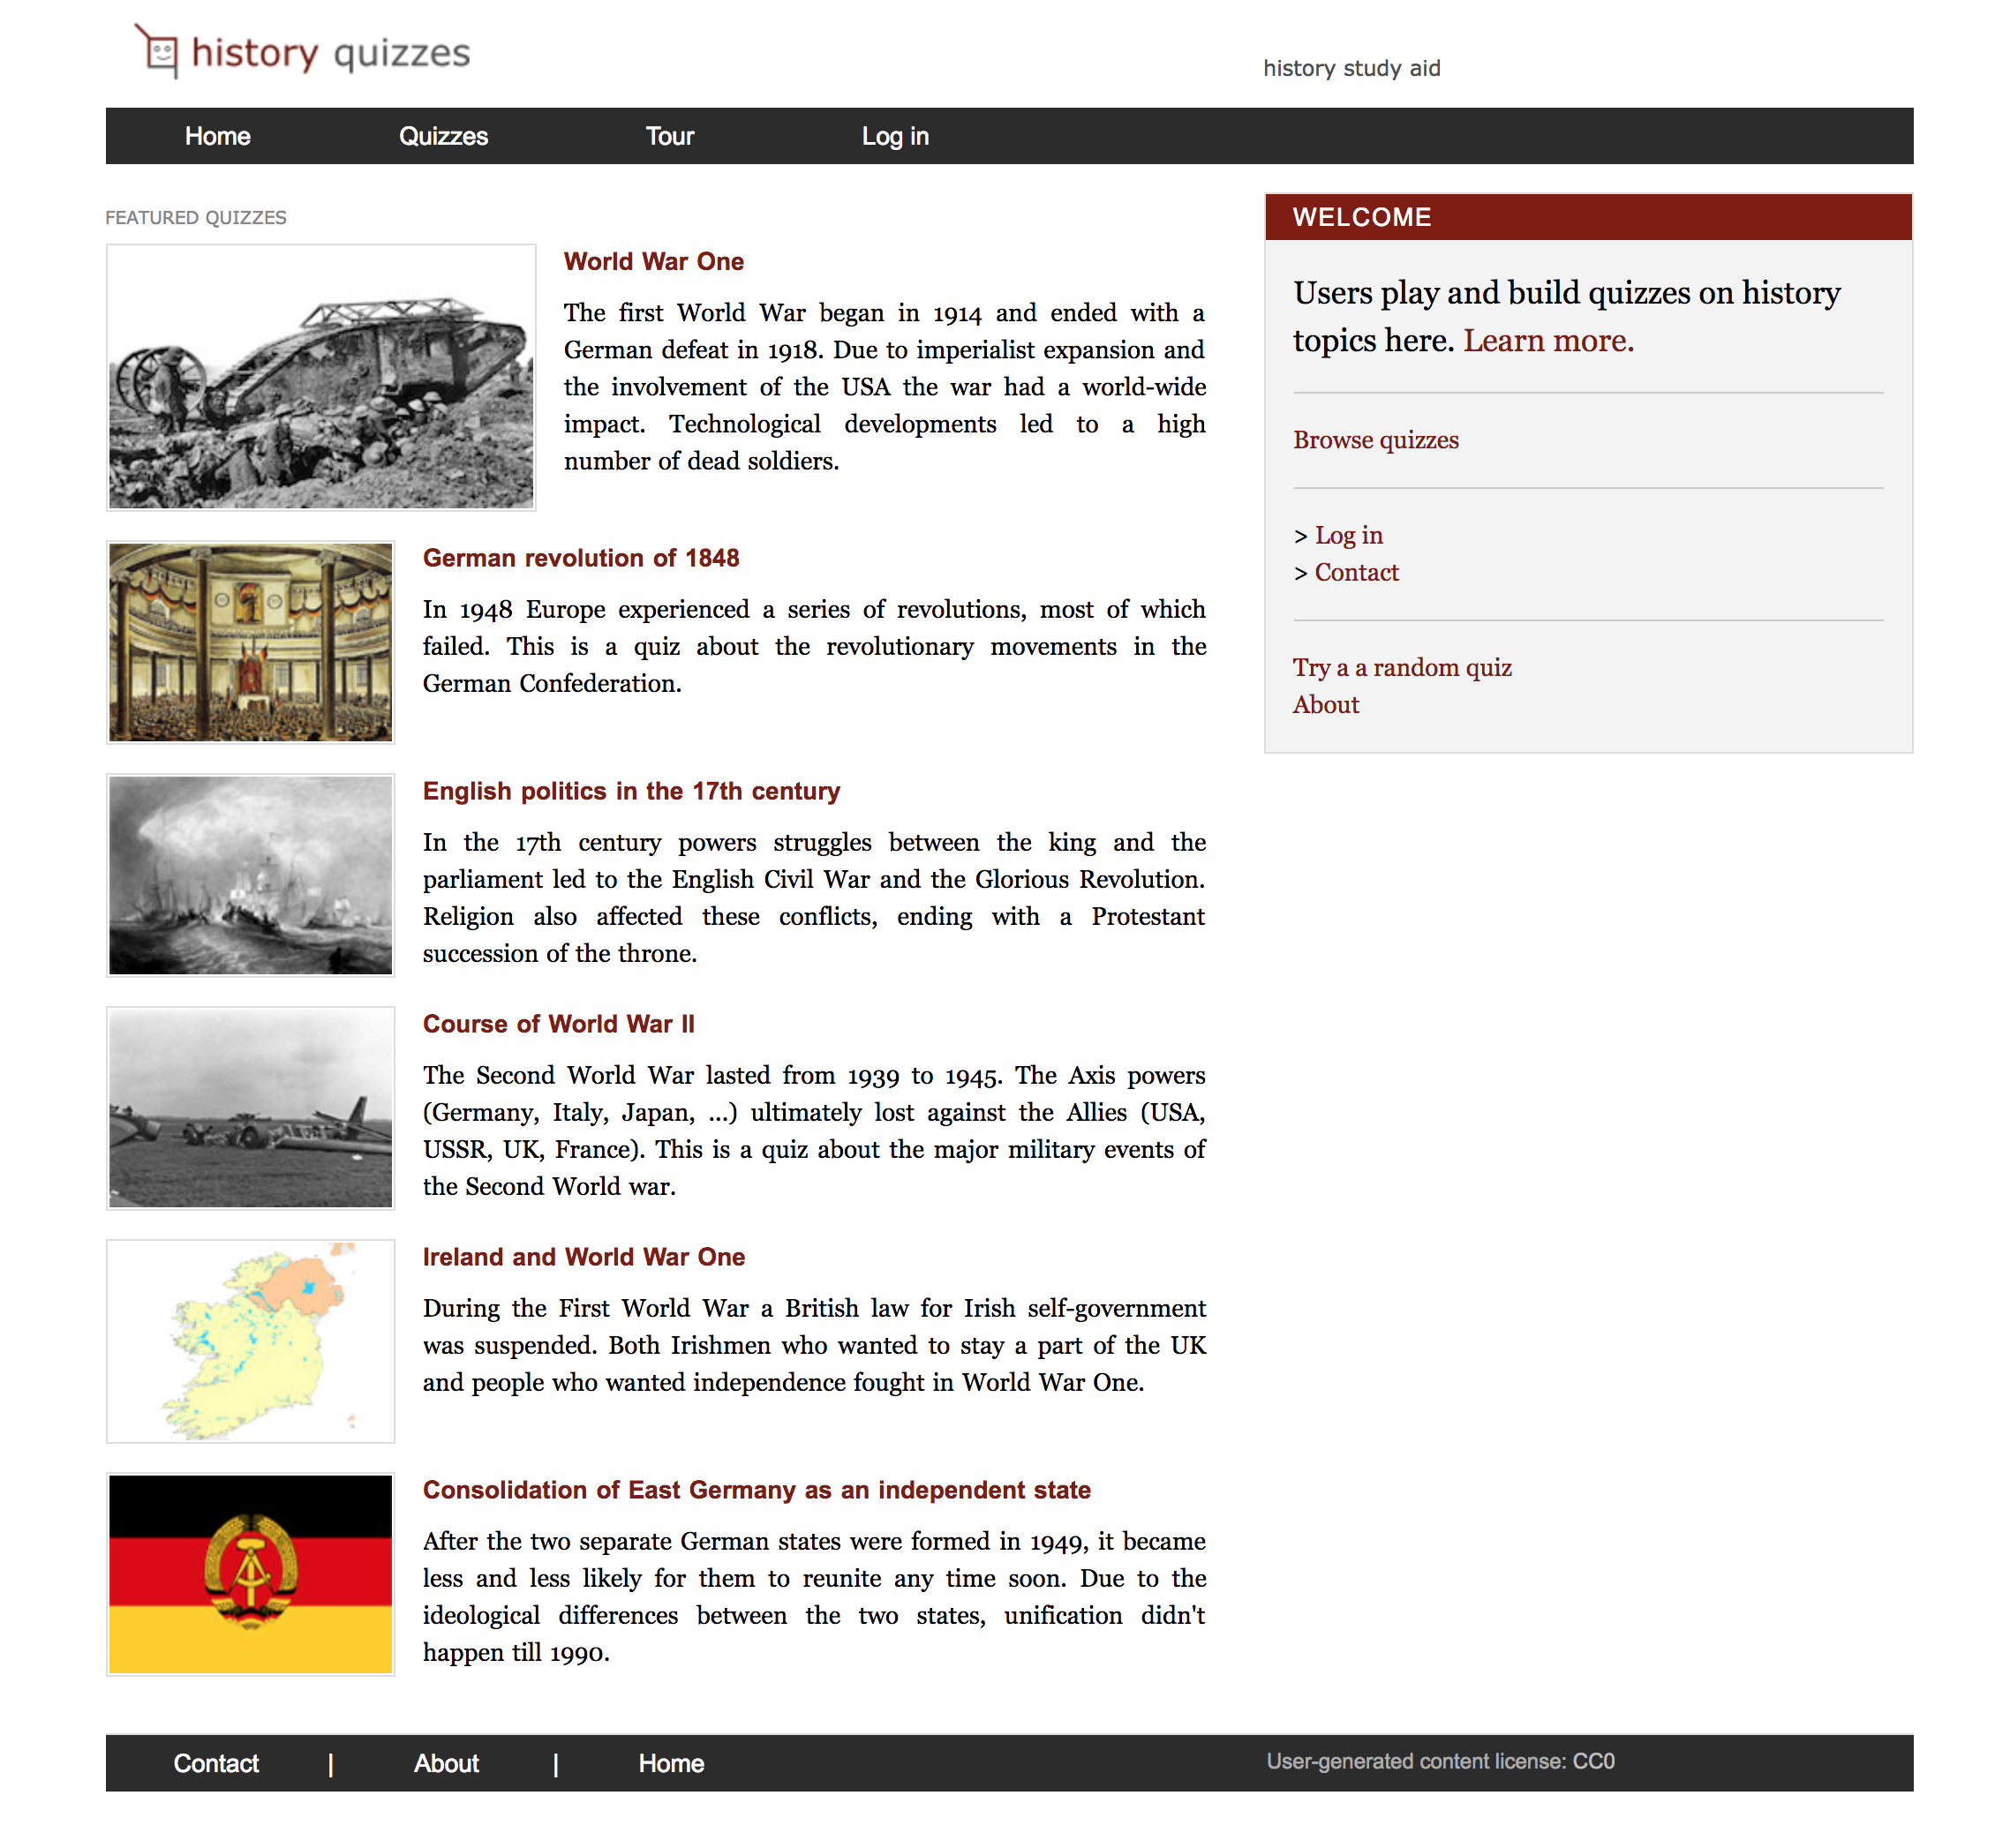 history quizzes
history study aid
Home Quizzes Tour Log in
FEATURED QUIZZES
World War One
The first World War began in 1914 and ended with a
German defeat in 1918. Due to imperialist expansion and
the involvement of the USA the war had a world-wide
impact. Technological developments led to a high
number of dead soldiers.
German revolution of 1848
In 1948 Europe experienced a series of revolutions, most of which
failed. This is a quiz about the revolutionary movements in the
German Confederation.
English politics in the 17th century
In the 17th century powers struggles between the king and the
parliament led to the English Civil War and the Glorious Revolution.
Religion also affected these conflicts, ending with a Protestant
succession of the throne.
Course of World War II
The Second World War lasted from 1939 to 1945. The Axis powers
(Germany, Italy, Japan, ...) ultimately lost against the Allies (USA,
USSR, UK, France). This is a quiz about the major military events of
the Second World war.
Ireland and World War One
During the First World War a British law for Irish self-government
was suspended. Both Irishmen who wanted to stay a part of the UK
and people who wanted independence fought in World War One.
Consolidation of East Germany as an independent state
After the two separate German states were formed in 1949, it became
less and less likely for them to reunite any time soon. Due to the
ideological differences between the two states, unification didn't
happen till 1990.
WELCOME
Users play and build quizzes on history
topics here. Learn more.
Browse quizzes
> Log in
> Contact
Try a a random quiz
About
Contact | About | Home
User-generated content license: CC0